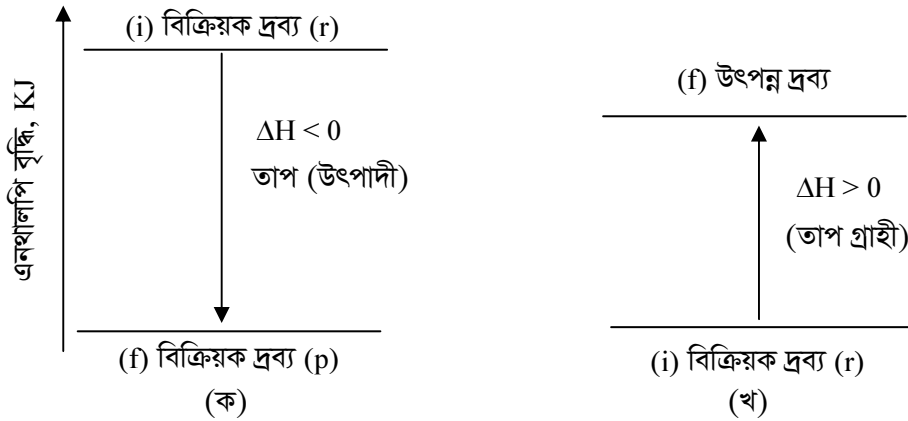 এনথালপি বৃদ্ধি, KJ
(i) বিক্রিয়ক দ্রব্য (r)
ΔH < 0
তাপ (উৎপাদী)
(f) বিক্রিয়ক দ্রব্য (p)
(ক)
(f) উৎপন্ন দ্রব্য
ΔH > 0
(তাপ গ্রাহী)
(i) বিক্রিয়ক দ্রব্য (r)
(খ)